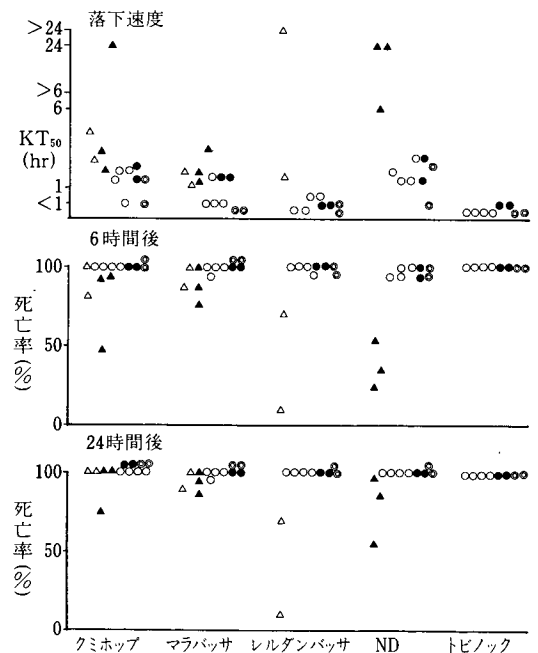 落下速度
>24
24
>6
6
KT₅₀
(hr)
1
<1
6時間後
100
死亡率(%)
50
0
24時間後
100
死亡率(%)
50
0
クミホップ マラバッサ レルダンバッサ ND トビノック